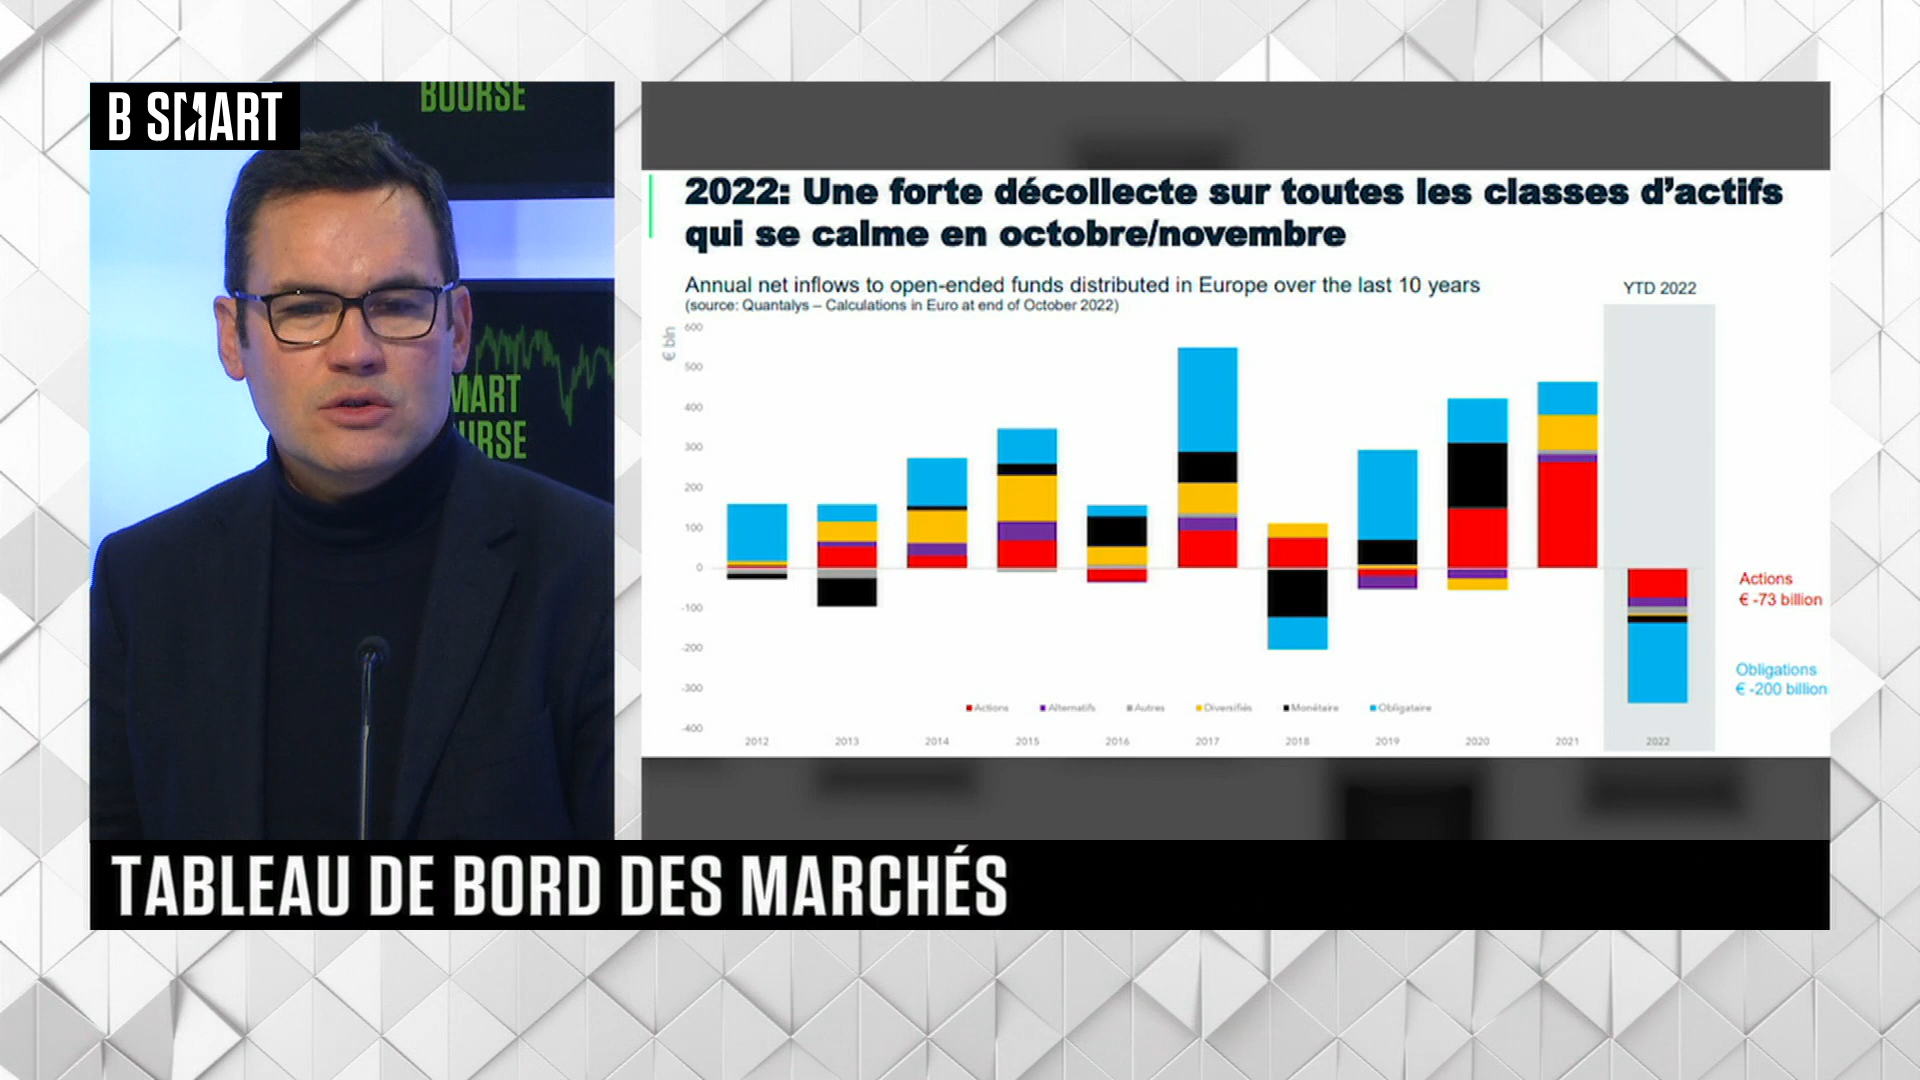 B SMART
BOURSE
MART
URSE
2022: Une forte décollecte sur toutes les classes d'actifs
qui se calme en octobre/novembre
Annual net inflows to open-ended funds distributed in Europe over the last 10 years
(source: Quantalys – Calculations in Euro at end of October 2022)
YTD 2022
€ bln
600
500
400
300
200
100
0
-100
-200
-300
-400
Actions
€ -73 billion
Obligations
€ -200 billion
Actions Alternatifs Autres Diversifiés Monétaire Obligataire
2012 2013 2014 2015 2016 2017 2018 2019 2020 2021 2022
TABLEAU DE BORD DES MARCHÉS